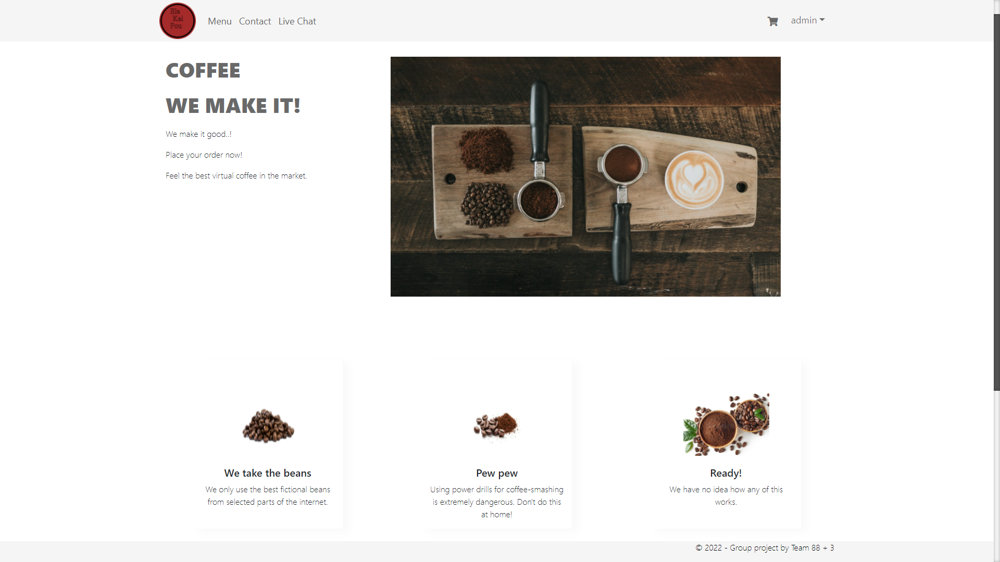 Ela
Kai
Pou
Menu Contact Live Chat
admin
COFFEE
WE MAKE IT!
We make it good..!
Place your order now!
Feel the best virtual coffee in the market.
We take the beans
We only use the best fictional beans
from selected parts of the internet.
Pew pew
Using power drills for coffee-smashing
is extremely dangerous. Don't do this
at home!
Ready!
We have no idea how any of this
works.
© 2022 - Group project by Team 88 + 3